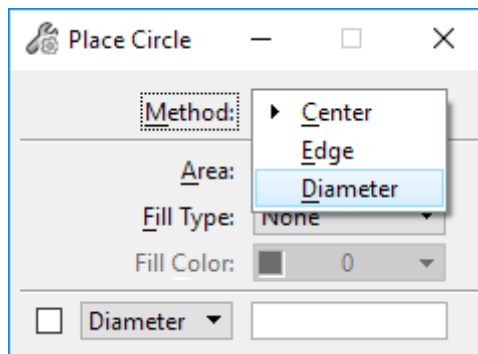 Place Circle
Method:
Center
Edge
Diameter
Area:
Fill Type: None
Fill Color: 0
Diameter